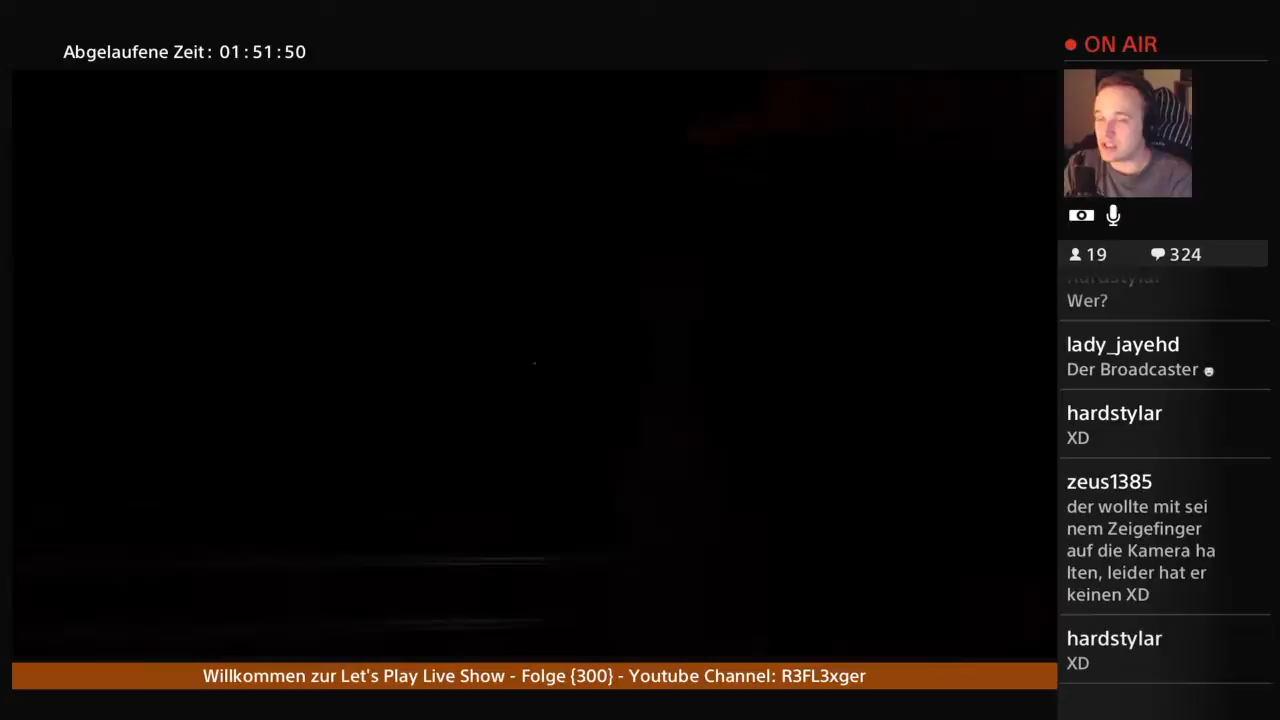 Abgelaufene Zeit: 01:51:50
ON AIR
19 324
hardstylar
Wer?
lady_jayehd
Der Broadcaster
hardstylar
XD
zeus1385
der wollte mit sei
nem Zeigefinger
auf die Kamera ha
lten, leider hat er
keinen XD
hardstylar
XD
Willkommen zur Let's Play Live Show - Folge {300} - Youtube Channel: R3FL3xger